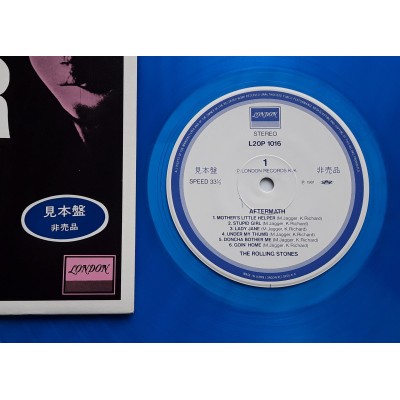 R
見本盤
非売品
LONDON
LONDON
STEREO
L20P 1016
1
見本盤
非売品
SPEED 33⅓
LONDON RECORDS K.K.
AFTERMATH
1. MOTHER'S LITTLE HELPER (M.Jagger, K.Richard)
2. STUPID GIRL (M.Jagger, K.Richard)
3. LADY JANE (M.Jagger, K.Richard)
4. UNDER MY THUMB (M.Jagger, K.Richard)
5. DONCHA BOTHER ME (M.Jagger, K.Richard)
6. GOIN' HOME (M.Jagger, K.Richard)
THE ROLLING STONES